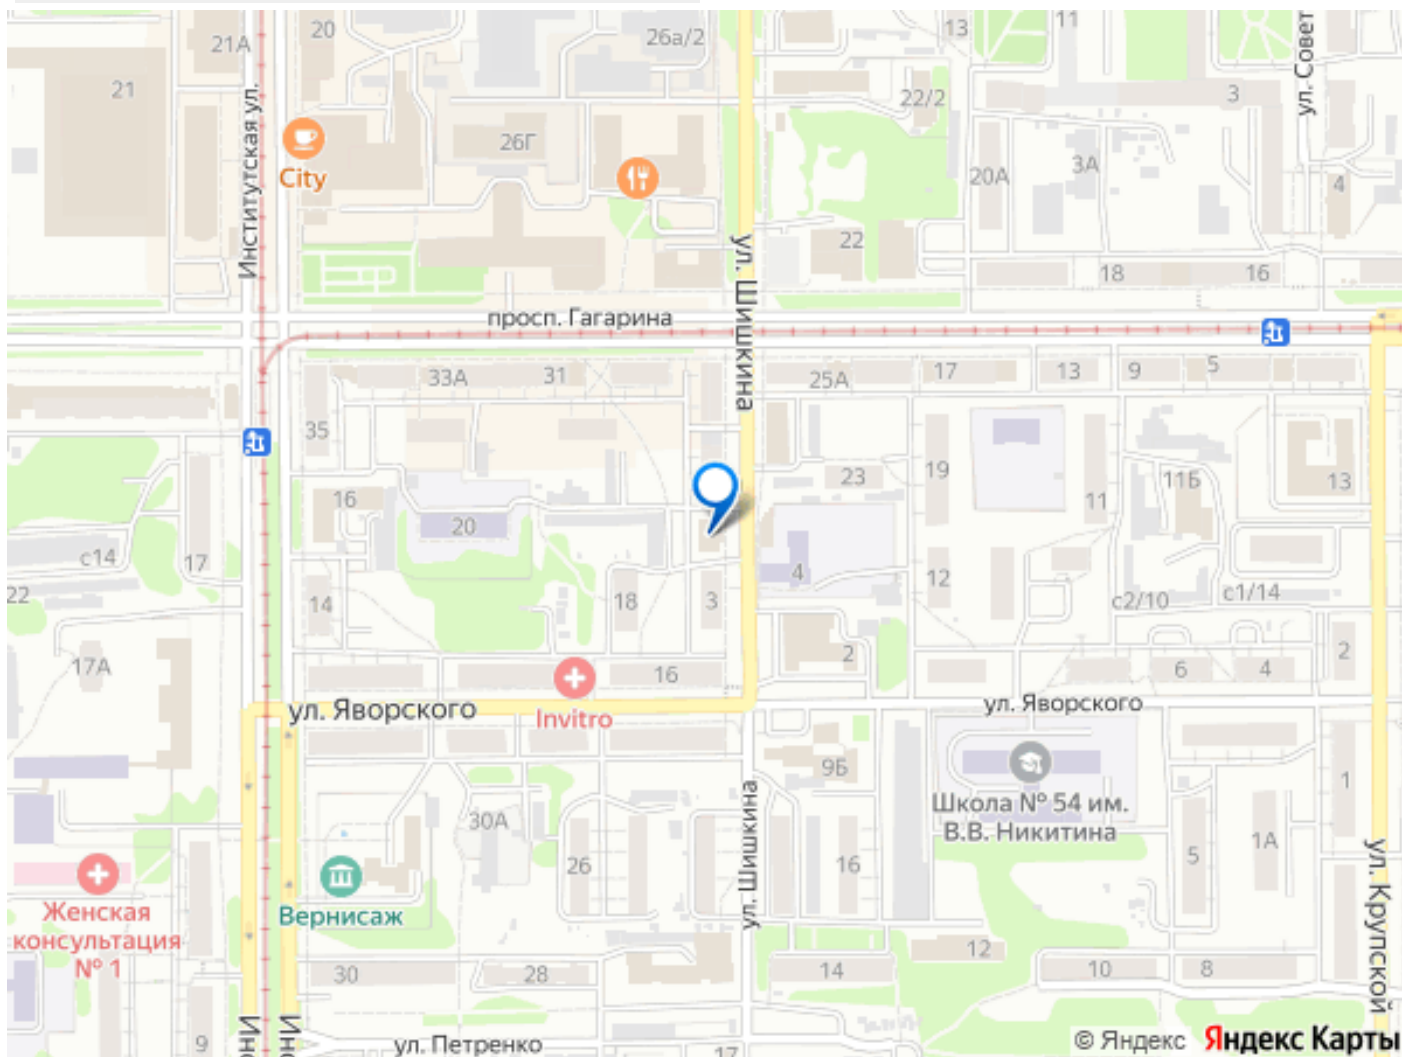 20
21А
26а/2
13
11
ул. Совет
21
Институтская ул.
22/2
3
26Г
City
20А
3А
4
22
ул. Шишкина
18
16
просп. Гагарина
33А
31
25А
17
13
9
5
35
16
20
23
19
11
11Б
13
с14
17
22
14
18
3
4
12
с2/10
с1/14
17А
16
2
6
4
2
ул. Яворского
Invitro
ул. Яворского
9Б
Школа № 54 им.
В.В. Никитина
1
30А
26
ул. Шишкина
16
5
1А
ул. Крупской
Женская
консультация
№ 1
Вернисаж
30
28
14
12
10
8
9
Инс
Инс
ул. Петренко
17
© Яндекс Яндекс Карты